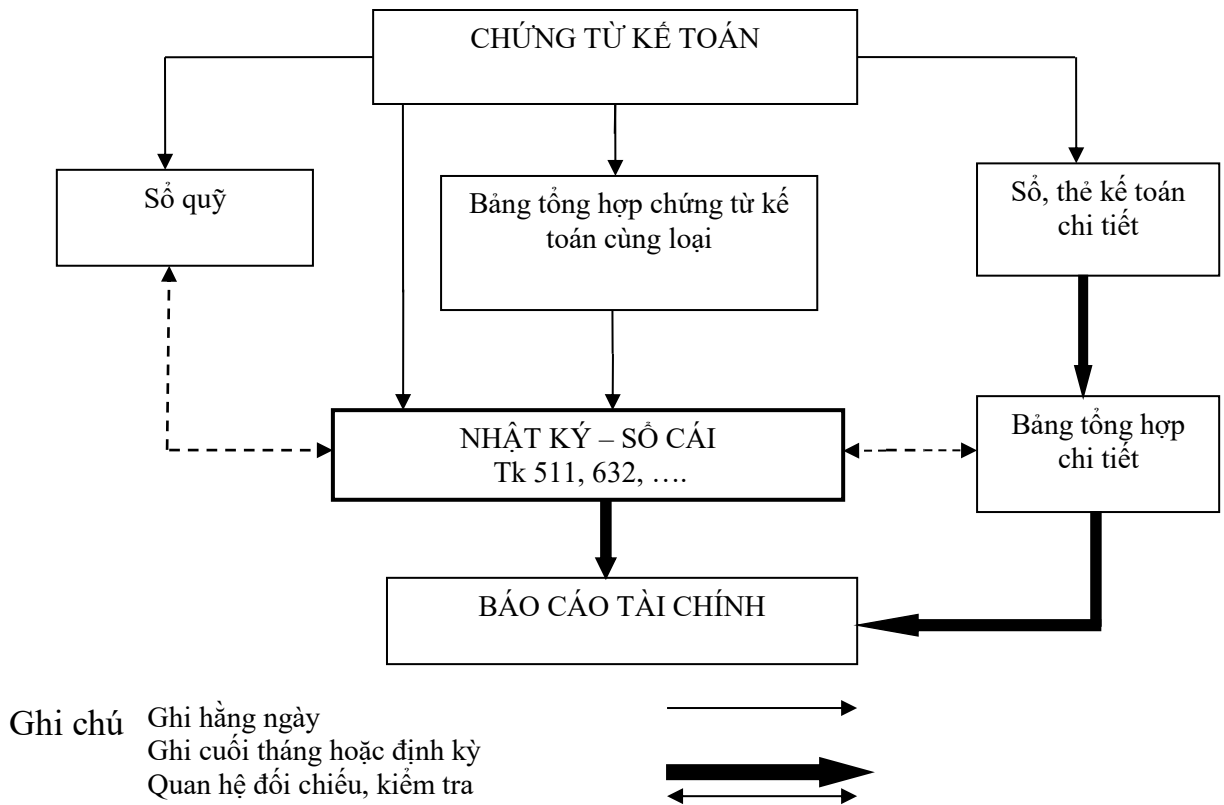 CHỨNG TỪ KẾ TOÁN
Sổ quỹ
Bảng tổng hợp chứng từ kế
toán cùng loại
Sổ, thẻ kế toán
chi tiết
NHẬT KÝ – SỔ CÁI
Tk 511, 632, ….
Bảng tổng hợp
chi tiết
BÁO CÁO TÀI CHÍNH
Ghi chú
Ghi hằng ngày
Ghi cuối tháng hoặc định kỳ
Quan hệ đối chiếu, kiểm tra